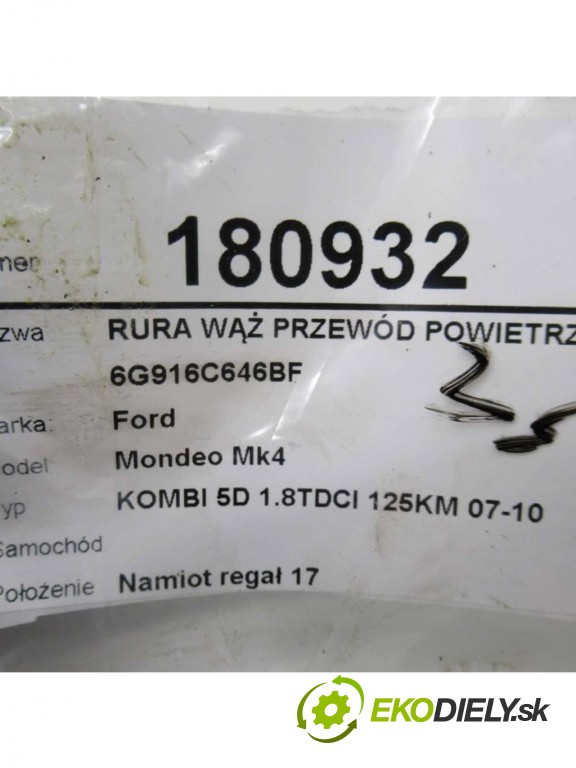 180932
RURA WĄŻ PRZEWÓD POWIETRZ
6G916C646BF
Ford
Model Mondeo Mk4
KOMBI 5D 1.8TDCI 125KM 07-10
Samochód
Położenie Namiot regał 17
EKODIELY.sk